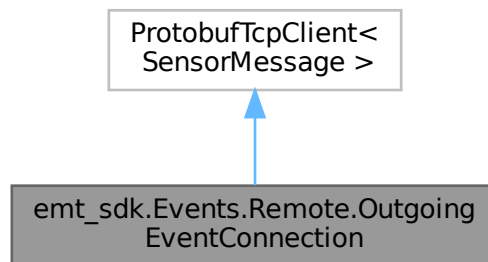 ProtobufTcpClient<
SensorMessage >
emt_sdk.Events.Remote.Outgoing
EventConnection